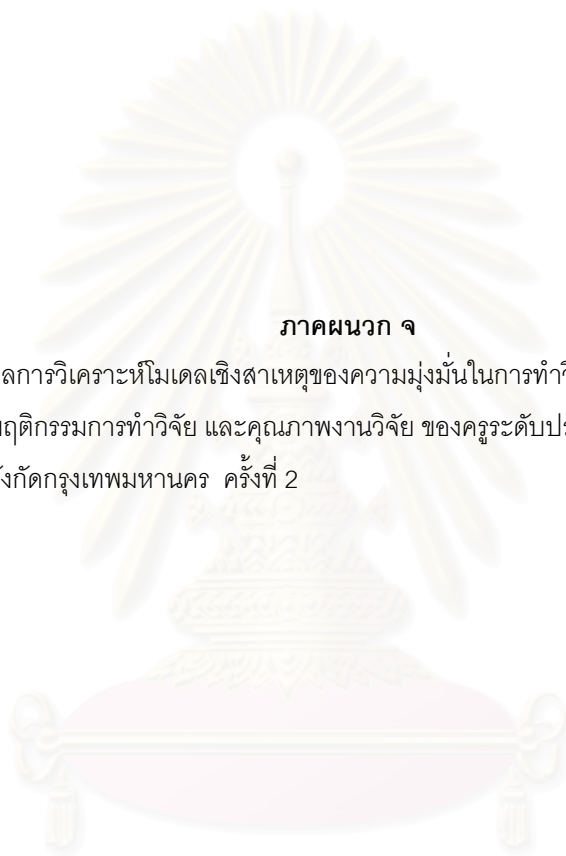 ภาคผนวก จ
ลการวิเคราะห์โมเดลเชิงสาเหตุของความมุ่งมั่นในการทำวิ
ฤติกรรมการทำวิจัย และคุณภาพงานวิจัย ของครูระดับปร
ังกัดกรุงเทพมหานคร ครั้งที่ 2